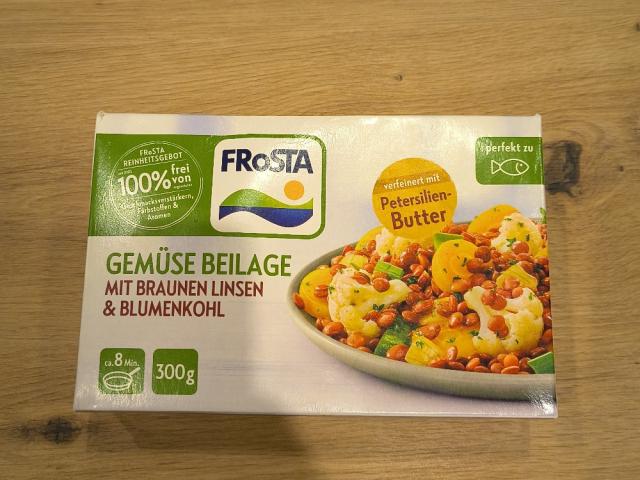 FRoSTA
REINHEITSGEBOT
100% frei
von
Geschmacksverstärkern,
Farbstoffen &
Aromen
FRoSTA
verfeinert mit
Petersilien-
Butter
perfekt zu
GEMÜSE BEILAGE
MIT BRAUNEN LINSEN
& BLUMENKOHL
ca. 8 Min.
300g